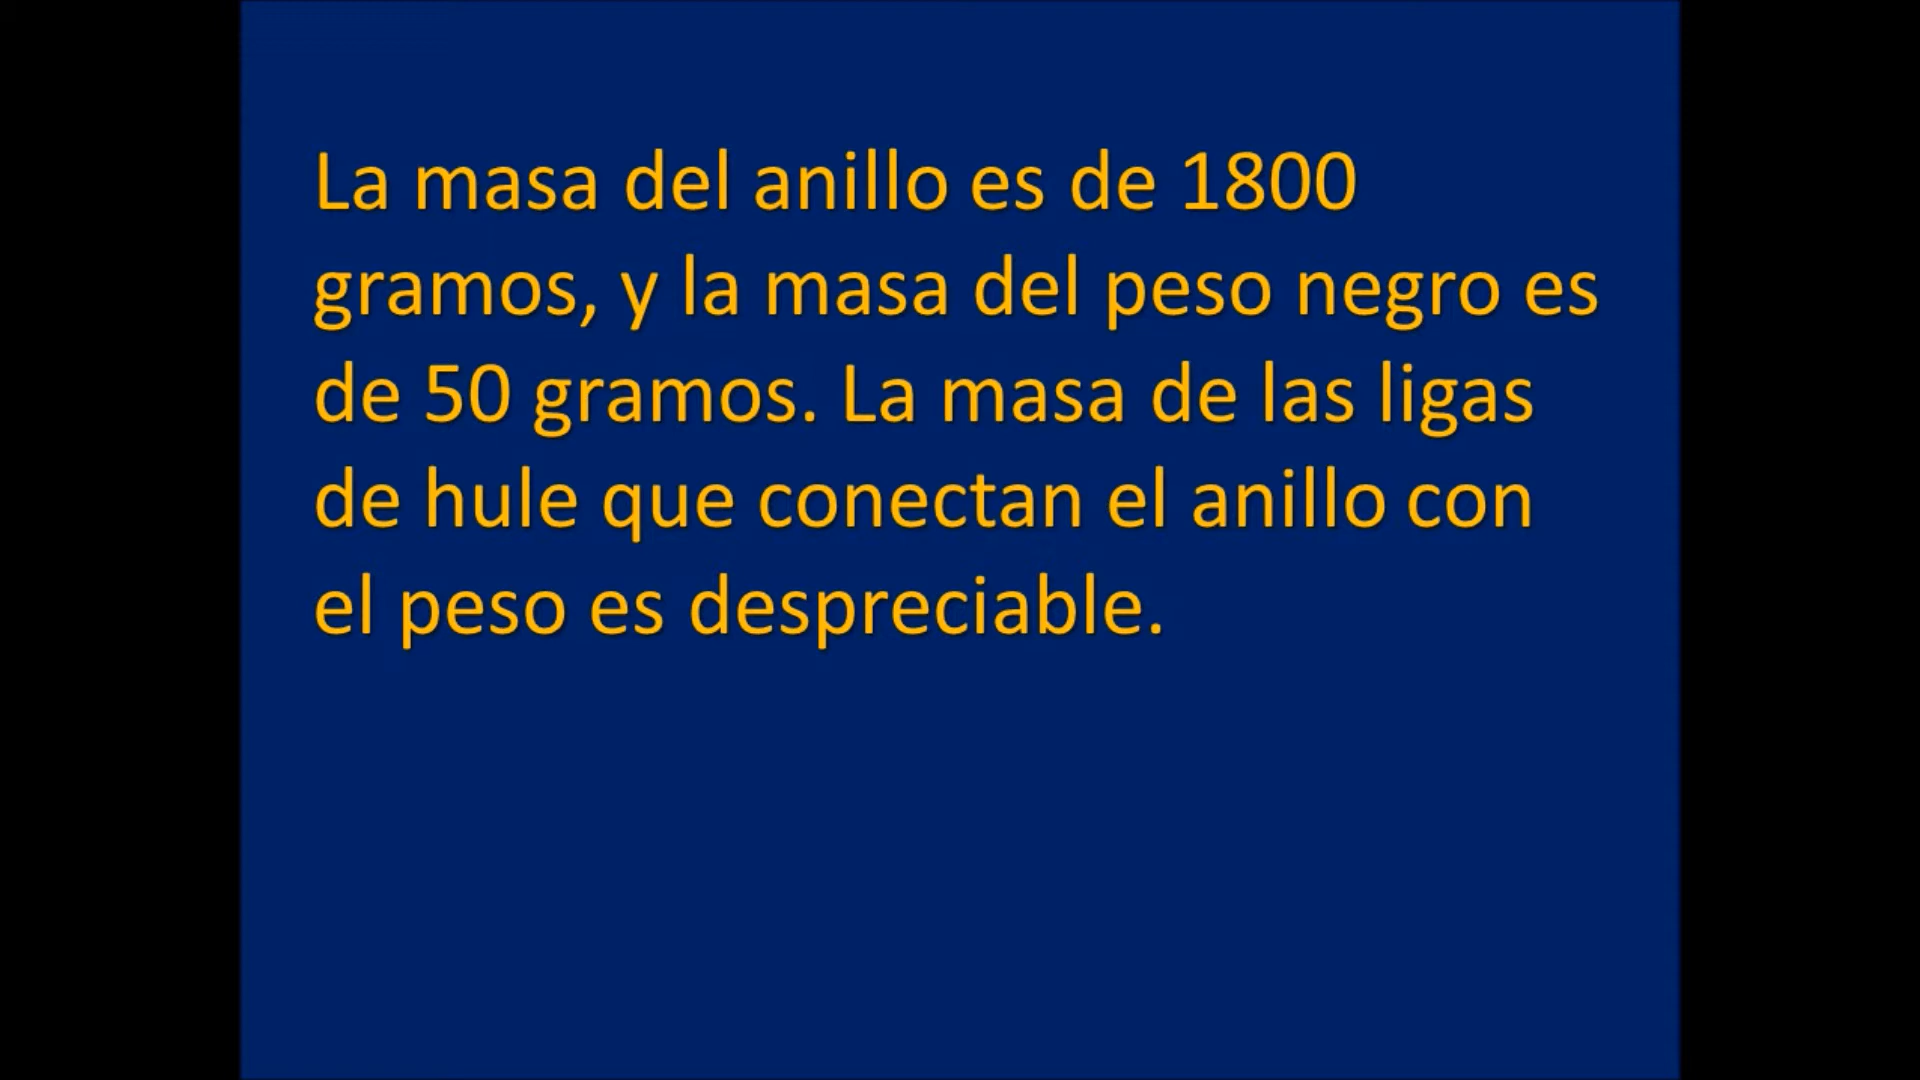 La masa del anillo es de 1800
gramos, y la masa del peso negro es
de 50 gramos. La masa de las ligas
de hule que conectan el anillo con
el peso es despreciable.